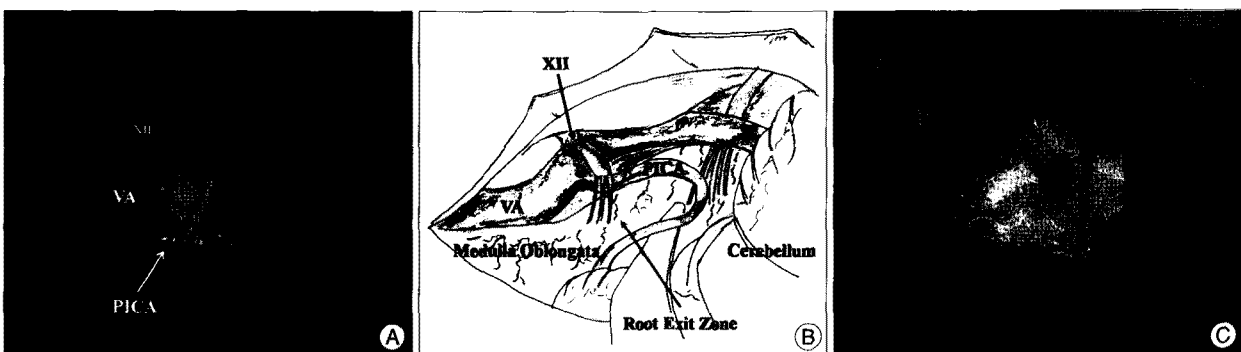 XII
VA
PICA
A
XII
PICA
VA
Medulla Oblongata
Cerebellum
Root Exit Zone
B
C